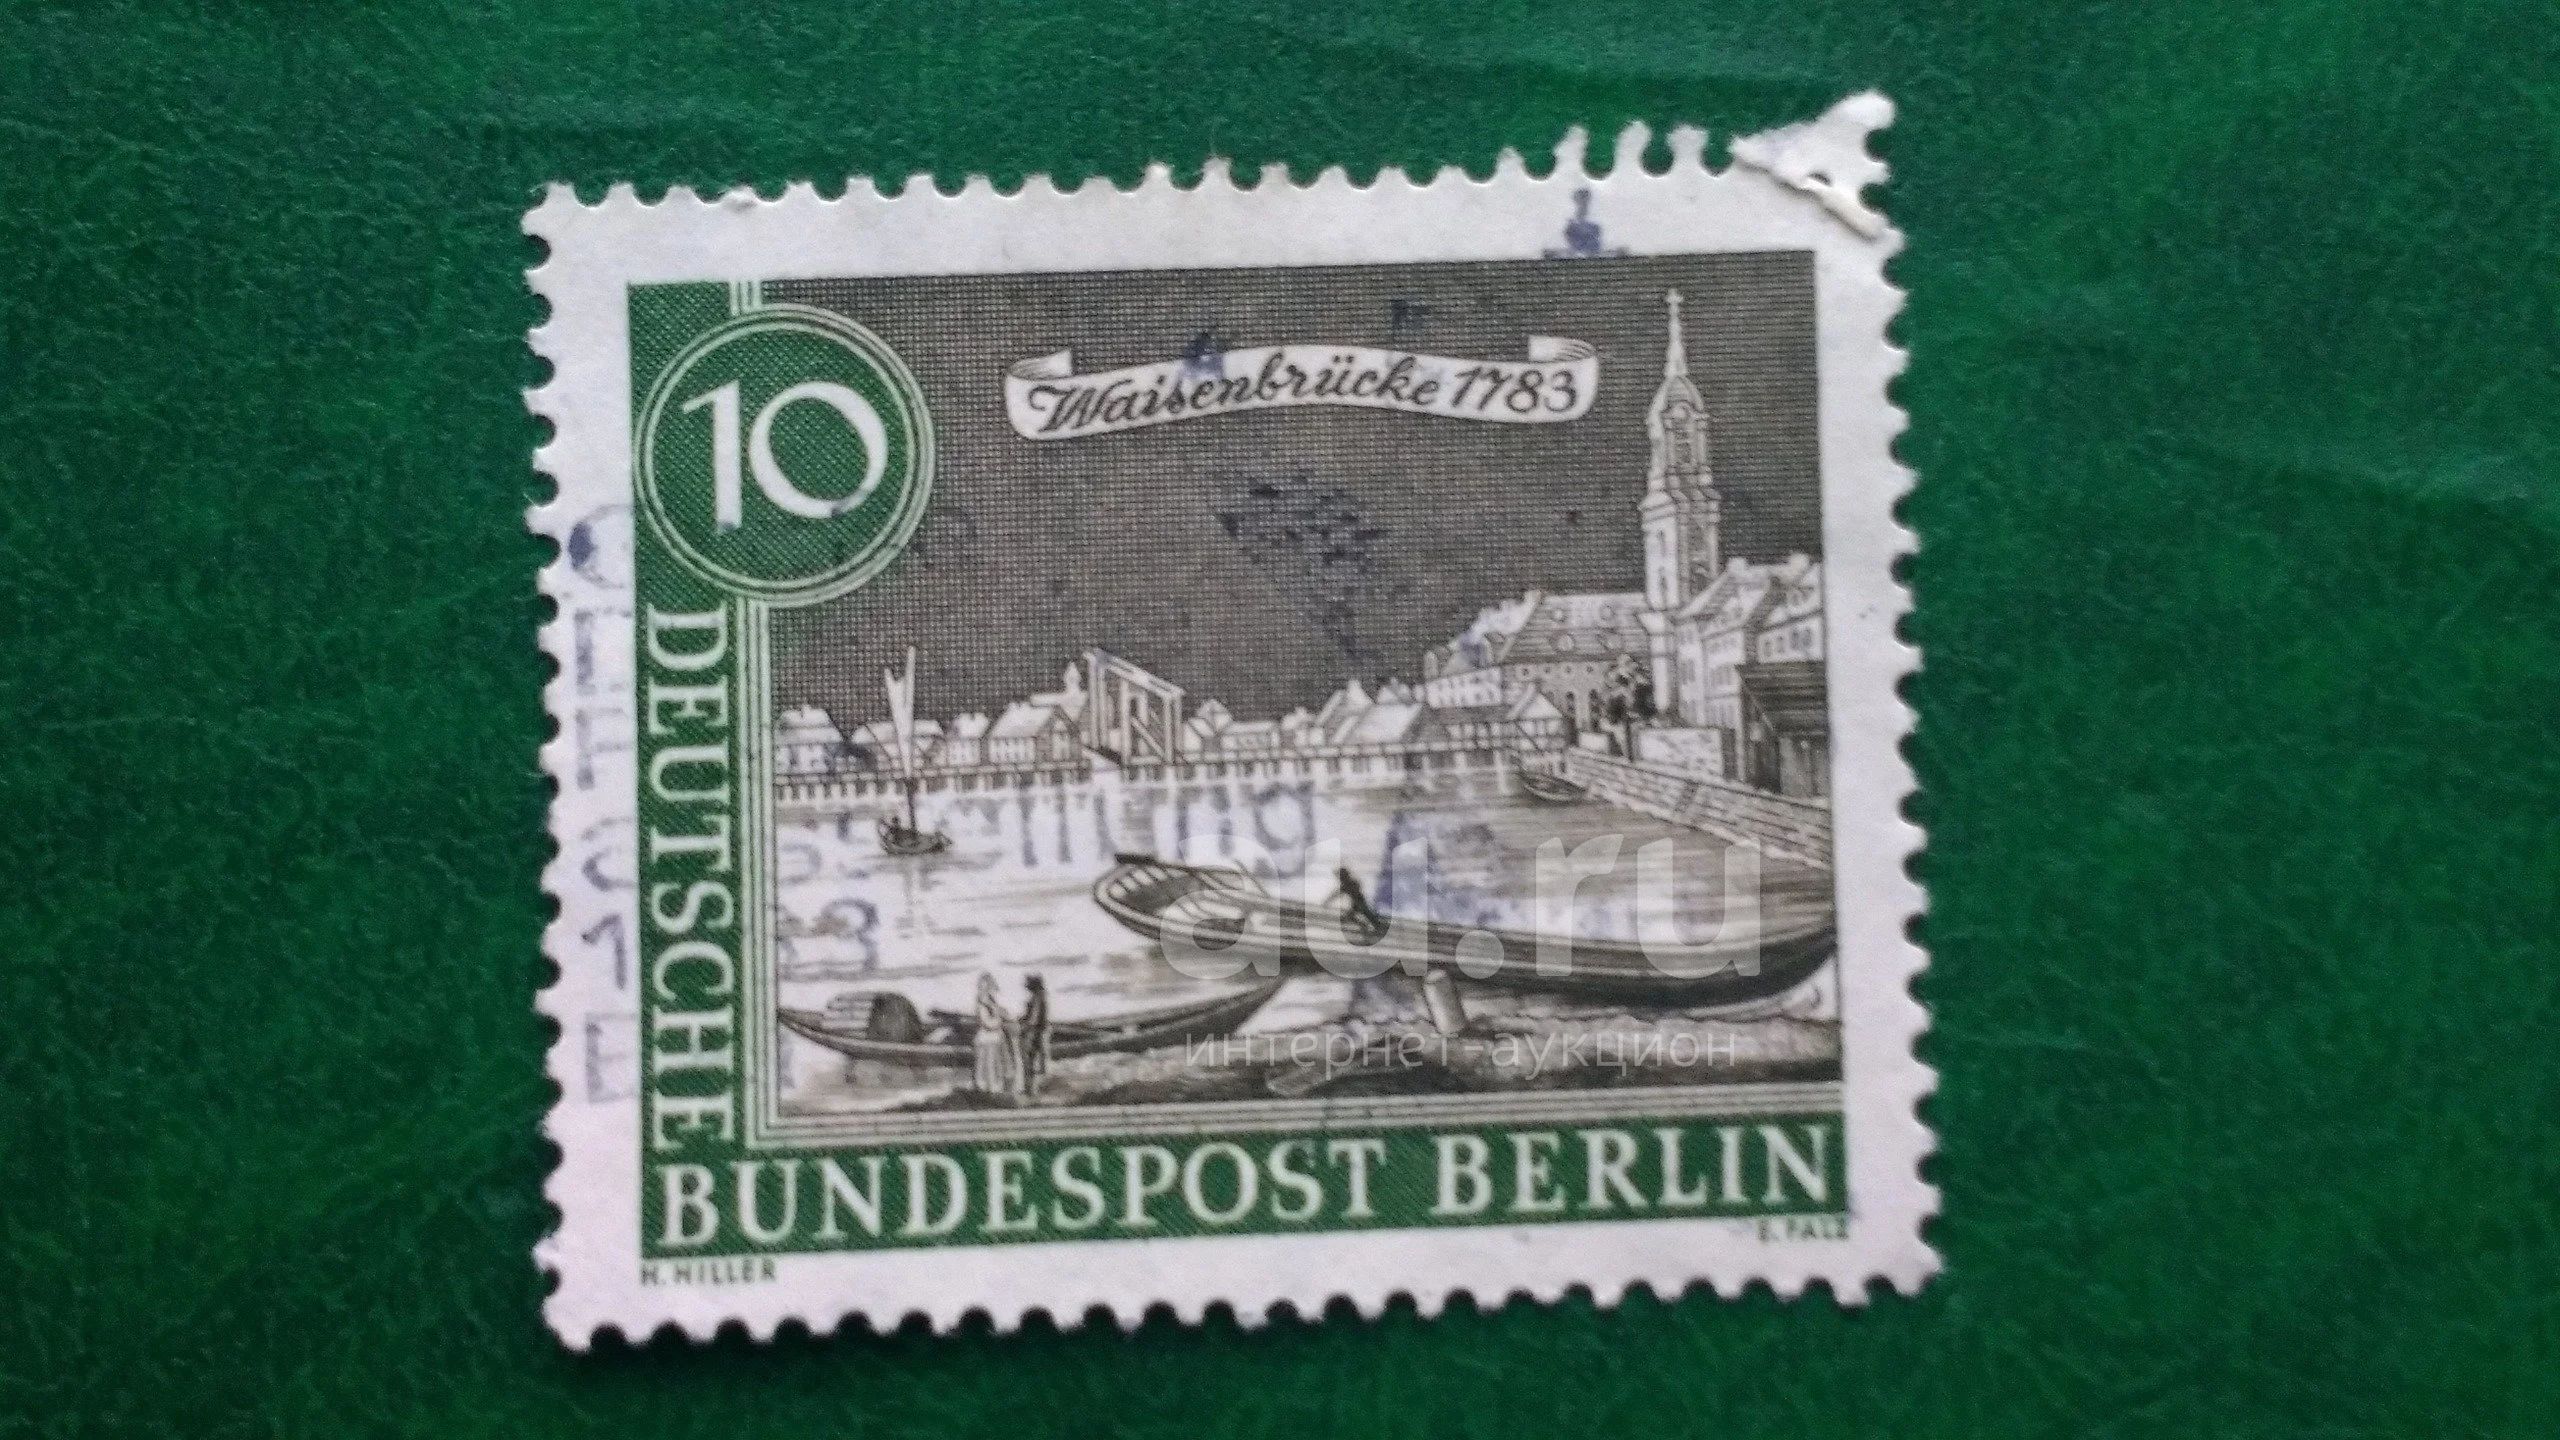 Waisenbrücke 1783
10
DEUTSCHE
BUNDESPOST BERLIN
H. HILLER
E. FALZ
au.ru
интернет-аукцион